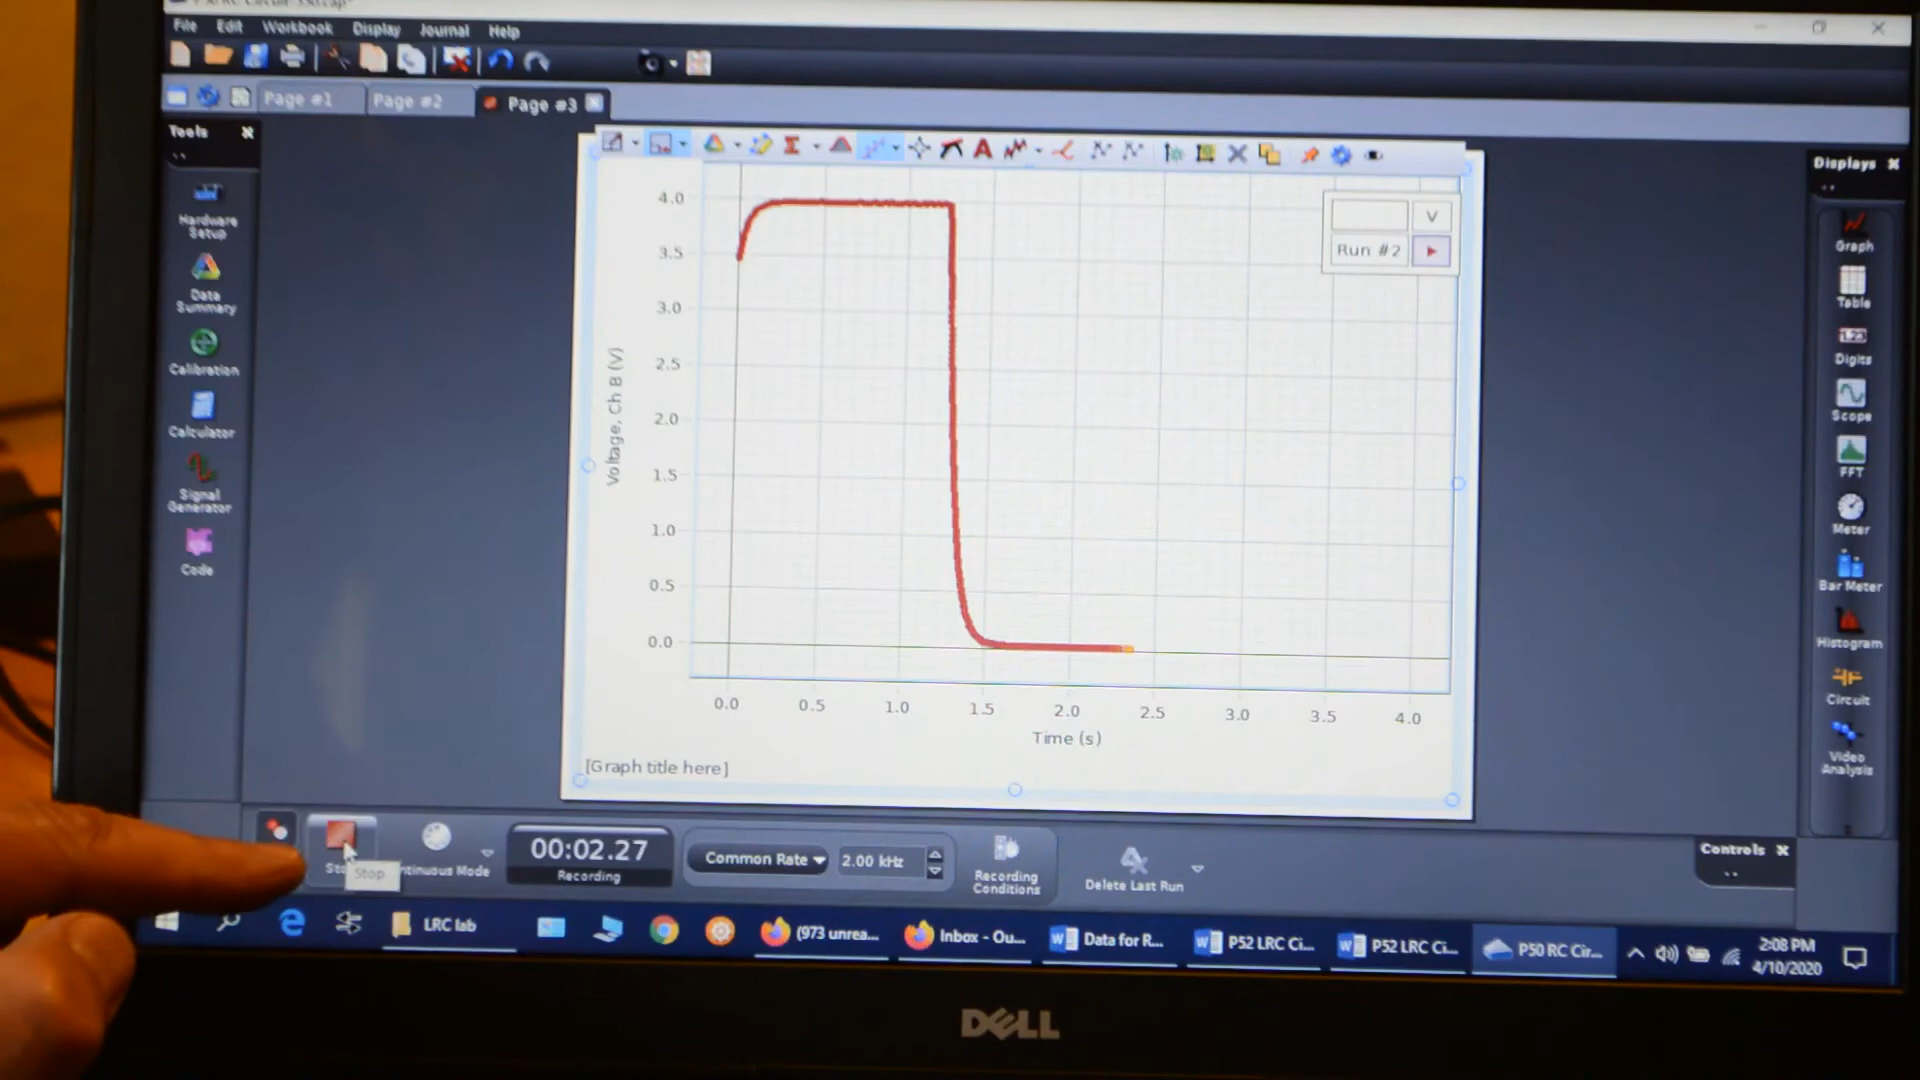 File Edit Workbook Display Journal Help
Page #1 Page #2 Page #3
Tools
Hardware
Setup
Data
Summary
Calibration
Calculator
Signal
Generator
Code
4.0
3.5
3.0
2.5
2.0
1.5
1.0
0.5
0.0
Voltage, Ch B (V)
V
Run #2
0.0 0.5 1.0 1.5 2.0 2.5 3.0 3.5 4.0
Time (s)
[Graph title here]
Displays
Graph
Table
1.23
Digits
Scope
FFT
Meter
Bar Meter
Histogram
Circuit
Video
Analysis
Stop
ntinuous Mode
00:02.27
Recording
Common Rate
2.00 kHz
Recording
Conditions
Delete Last Run
Controls
LRC lab
(973 unrea...
Inbox - Ou...
Data for R...
P52 LRC Ci...
P52 LRC Ci...
P50 RC Cir...
2:08 PM
4/10/2020
DELL